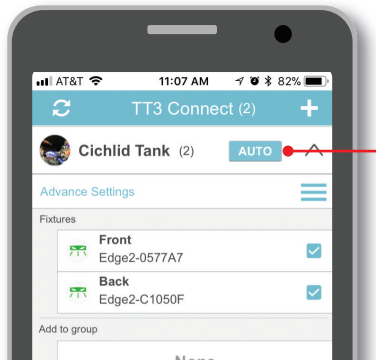 AT&T 11:07 AM 82%
TT3 Connect (2) +
Cichlid Tank (2) AUTO
Advance Settings
Fixtures
Front
Edge2-0577A7
Back
Edge2-C1050F
Add to group
None